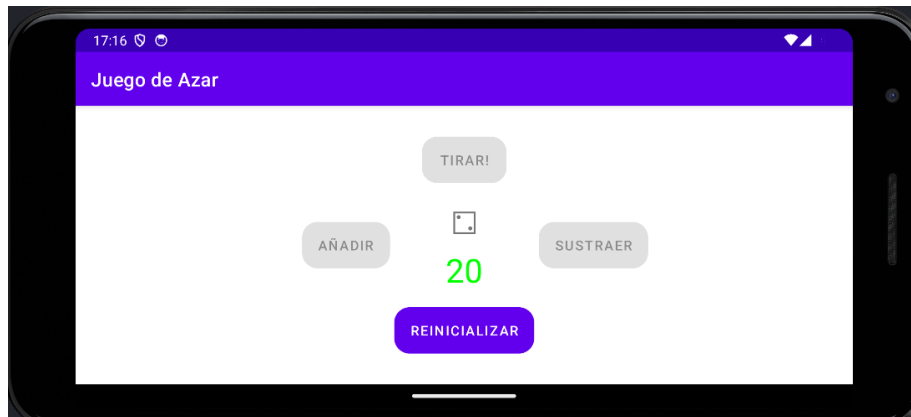 17:16
Juego de Azar
TIRAR!
AÑADIR
SUSTRAER
20
REINICIALIZAR